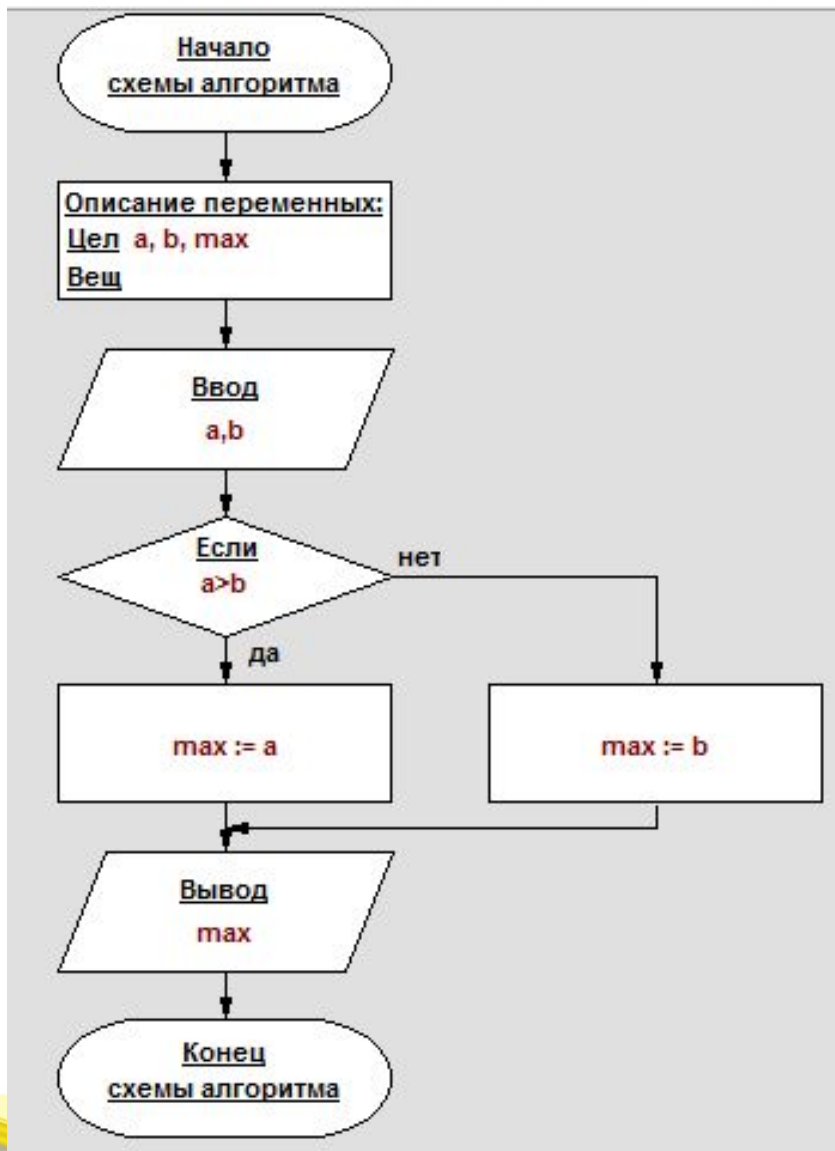 Начало
схемы алгоритма
Описание переменных:
Цел a, b, max
Вещ
Ввод
a,b
Если
a>b
нет
да
max := a
max := b
Вывод
max
Конец
схемы алгоритма